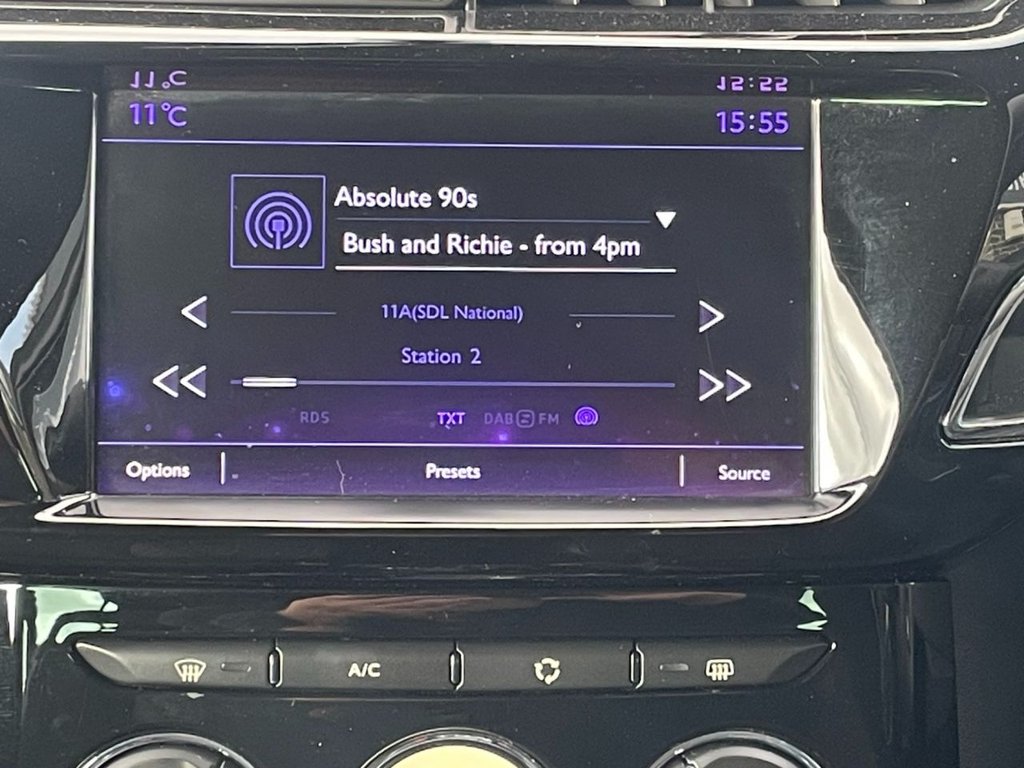 11°C
15:55
Absolute 90s
Bush and Richie - from 4pm
11A(SDL National)
Station 2
RDS TXT DAB FM
Options Presets Source
A/C